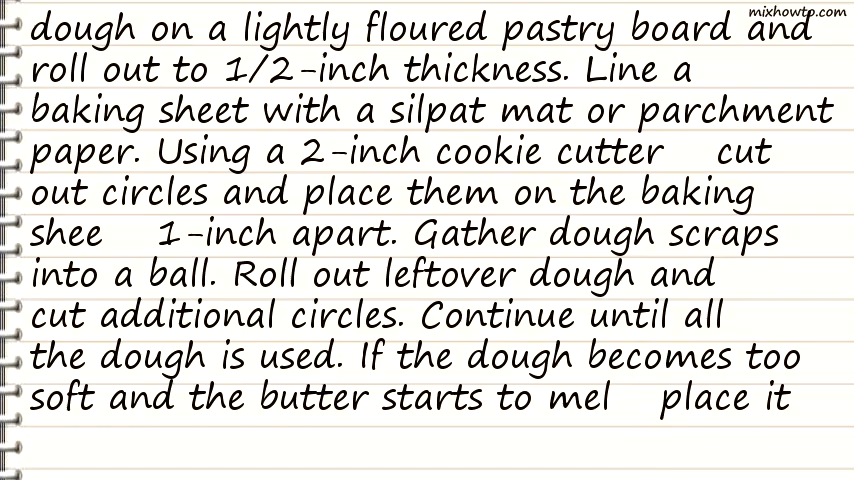 mixhowtp.com
dough on a lightly floured pastry board and
roll out to 1/2-inch thickness. Line a
baking sheet with a silpat mat or parchment
paper. Using a 2-inch cookie cutter cut
out circles and place them on the baking
shee 1-inch apart. Gather dough scraps
into a ball. Roll out leftover dough and
cut additional circles. Continue until all
the dough is used. If the dough becomes too
soft and the butter starts to mel place it